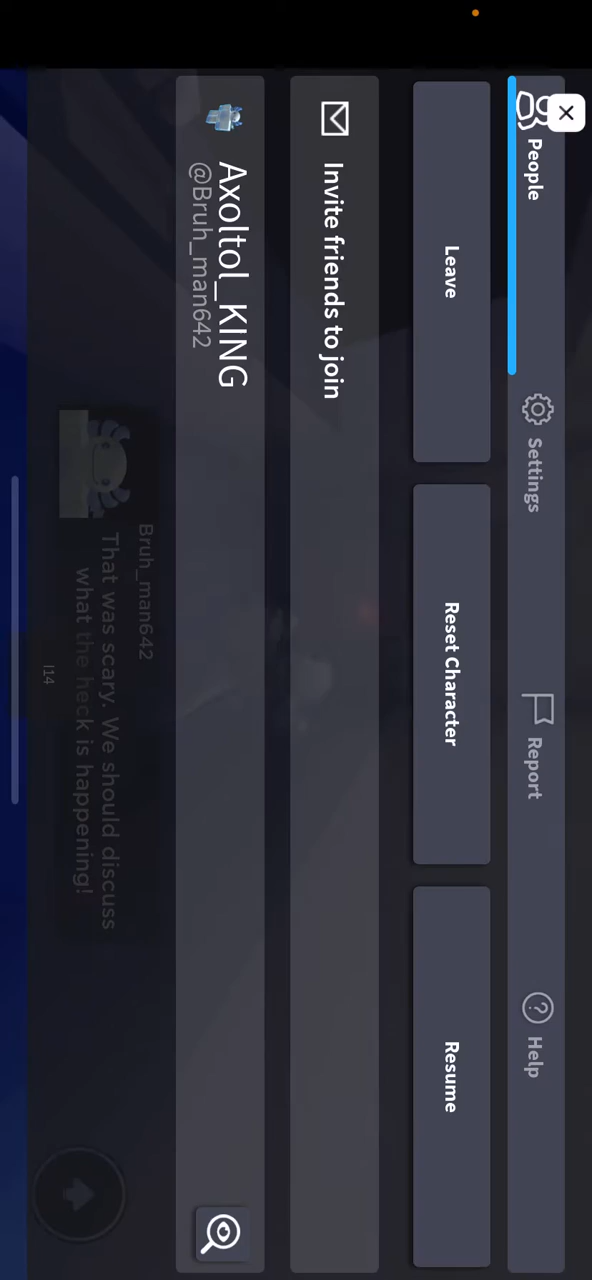 People
Settings
Report
Help
Leave
Reset Character
Resume
Invite friends to join
Axoltol_KING
@Bruh_man642
Bruh_man642
That was scary. We should discuss
what the heck is happening!